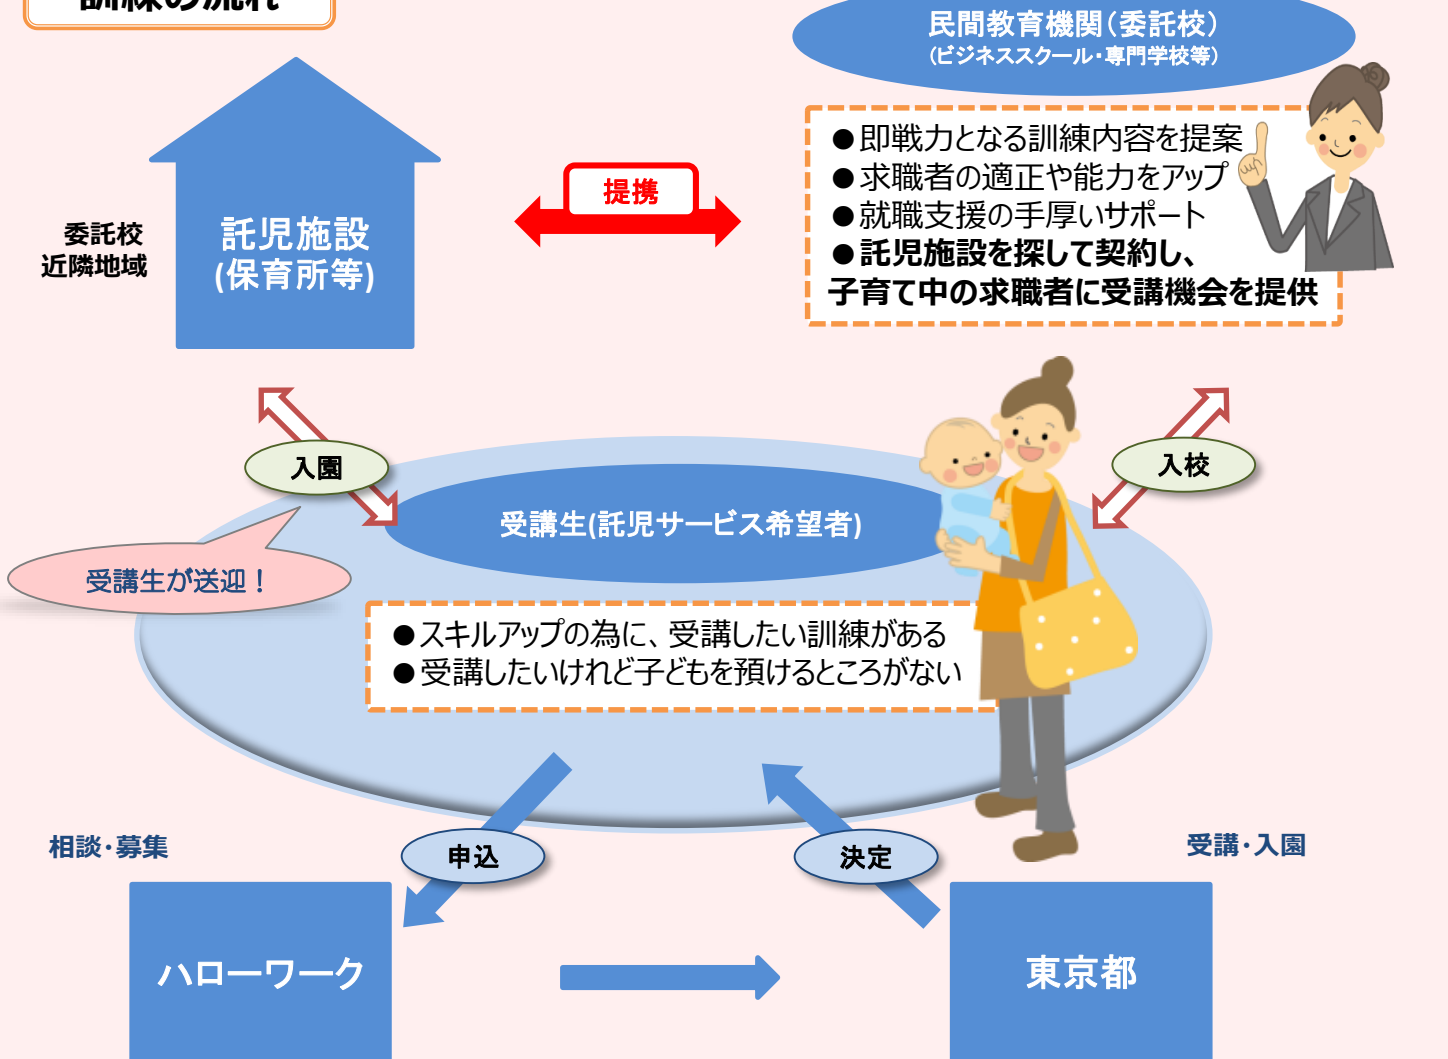 訓練の流れ
民間教育機関（委託校）
(ビジネススクール・専門学校等)
●即戦力となる訓練内容を提案
●求職者の適正や能力をアップ
●就職支援の手厚いサポート
●託児施設を探して契約し、
子育て中の求職者に受講機会を提供
提携
委託校
近隣地域
託児施設
(保育所等)
入園
入校
受講生(託児サービス希望者)
受講生が送迎！
●スキルアップの為に、受講したい訓練がある
●受講したいけれど子どもを預けるところがない
相談・募集
申込
決定
受講・入園
ハローワーク
東京都